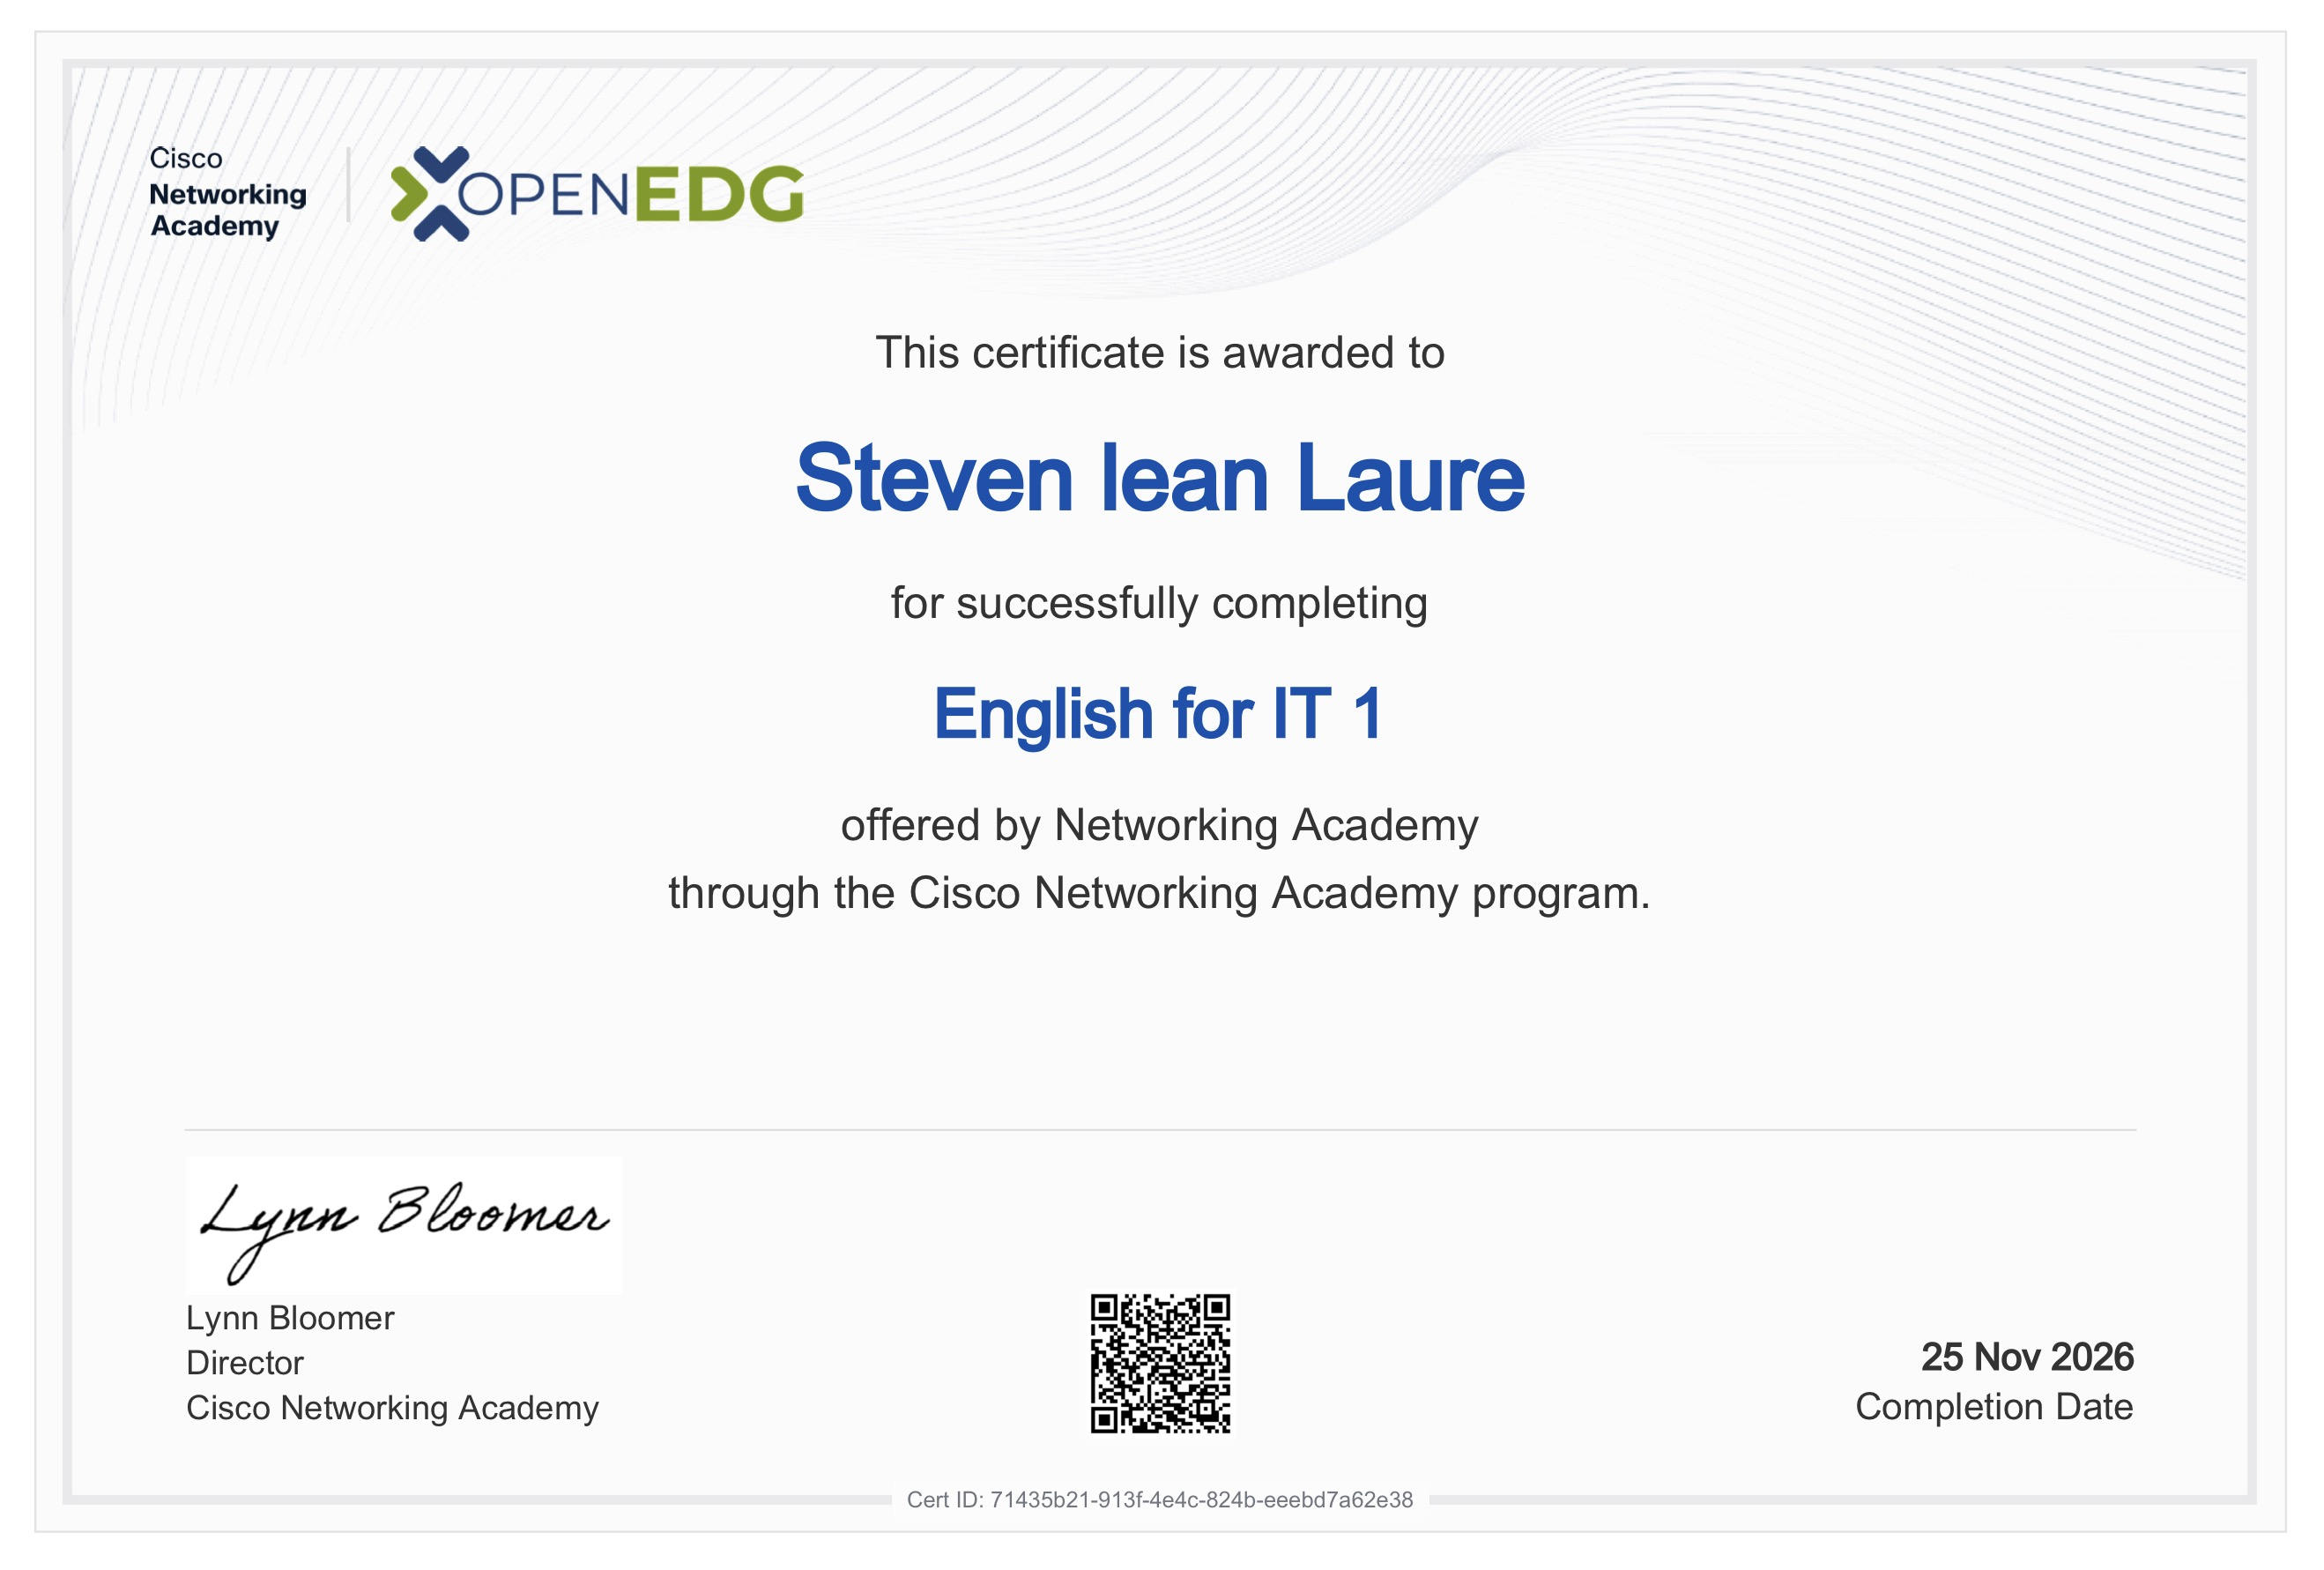 Cisco
Networking
Academy
OPENEDG
This certificate is awarded to
Steven lean Laure
for successfully completing
English for IT 1
offered by Networking Academy
through the Cisco Networking Academy program.
Lynn Bloomer
Lynn Bloomer
Director
Cisco Networking Academy
25 Nov 2026
Completion Date
Cert ID: 71435b21-913f-4e4c-824b-eeebd7a62e38